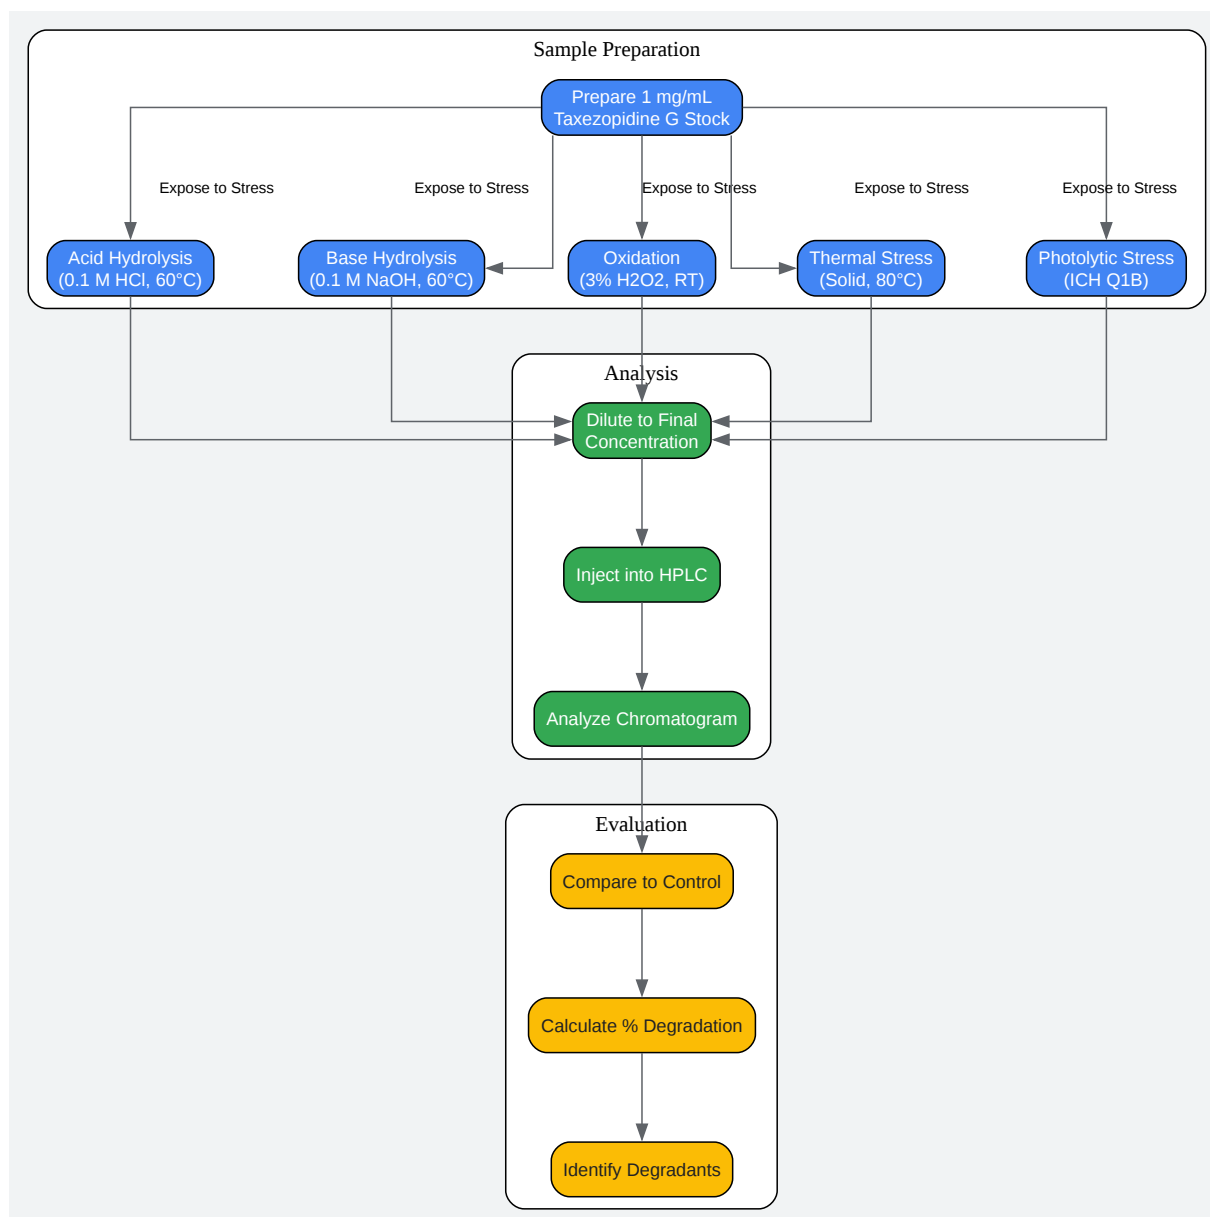 Sample Preparation
Prepare 1 mg/mL
Taxezopidine G Stock
Expose to Stress
Expose to Stress
Expose to Stress
Expose to Stress
Expose to Stress
Acid Hydrolysis
(0.1 M HCl, 60°C)
Base Hydrolysis
(0.1 M NaOH, 60°C)
Oxidation
(3% H2O2, RT)
Thermal Stress
(Solid, 80°C)
Photolytic Stress
(ICH Q1B)
Analysis
Dilute to Final
Concentration
Inject into HPLC
Analyze Chromatogram
Evaluation
Compare to Control
Calculate % Degradation
Identify Degradants